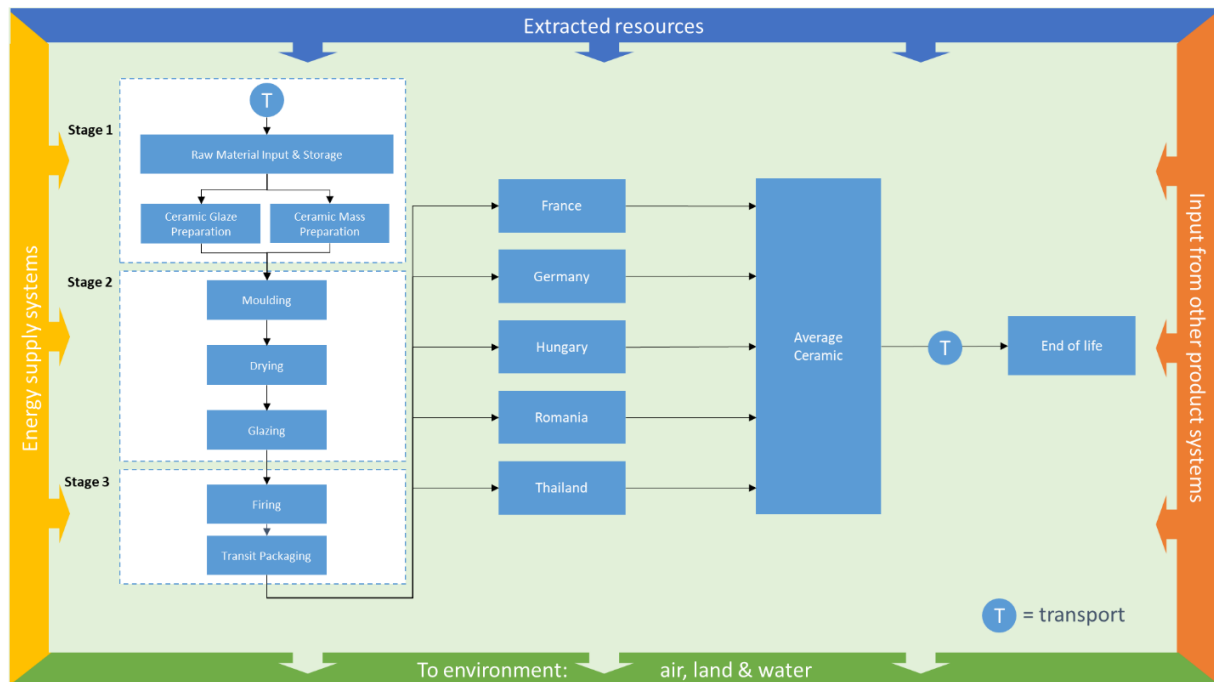 Extracted resources
Energy supply systems
Input from other product systems
Stage 1
T
Raw Material Input & Storage
Ceramic Glaze
Preparation
Ceramic Mass
Preparation
Stage 2
Moulding
Drying
Glazing
Stage 3
Firing
Transit Packaging
France
Germany
Hungary
Romania
Thailand
Average
Ceramic
T
End of life
T = transport
To environment: air, land & water